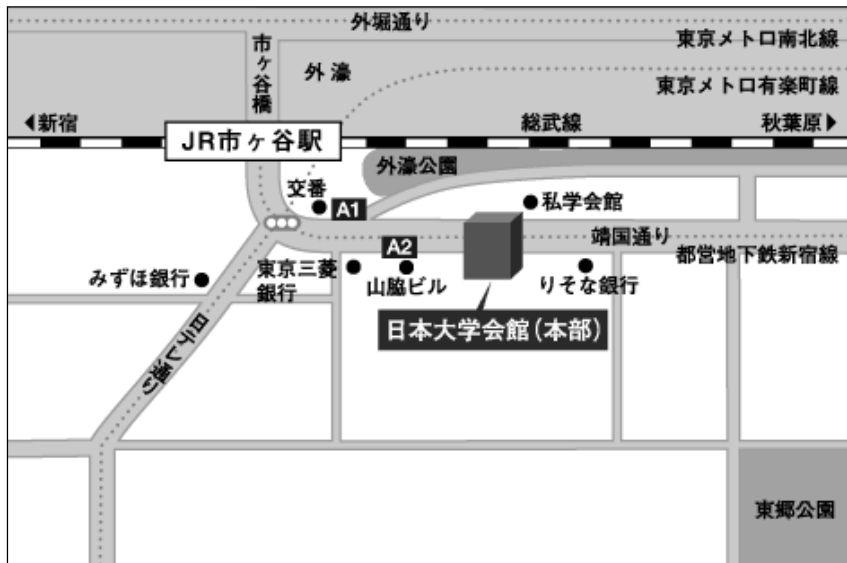 外堀通り
東京メトロ南北線
市ヶ谷橋
外濠
東京メトロ有楽町線
◀新宿
総武線
秋葉原▶
JR市ヶ谷駅
外濠公園
交番
A1
私学会館
靖国通り
A2
都営地下鉄新宿線
みずほ銀行
東京三菱
銀行
山脇ビル
りそな銀行
日本大学会館(本部)
日テレ通り
東郷公園